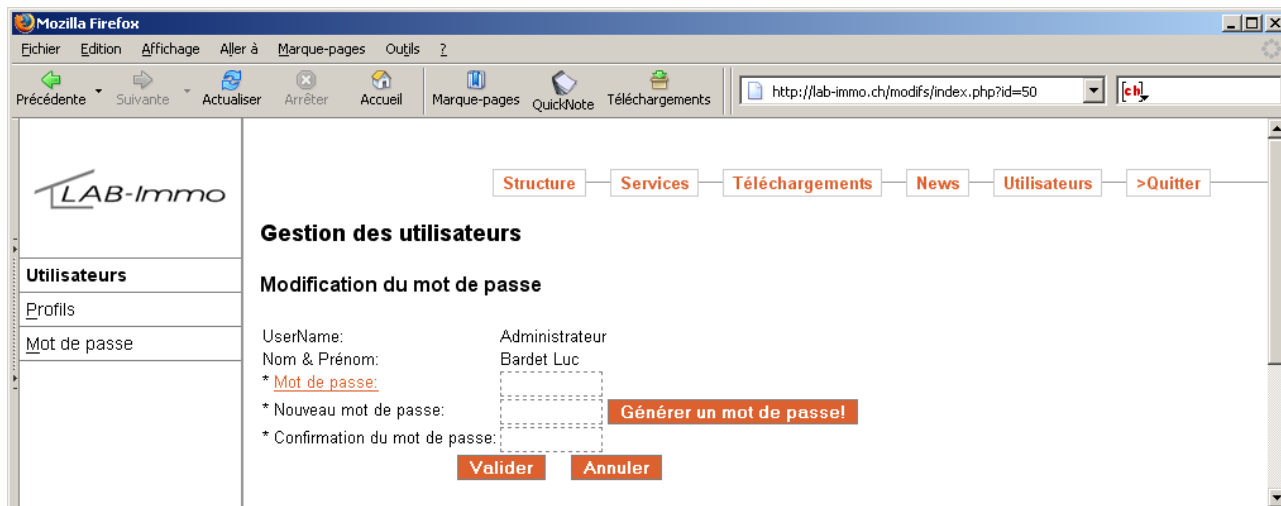 Mozilla Firefox
Fichier Edition Affichage Aller à Marque-pages Outils ?
Précédente Suivante Actualiser Arrêter Accueil Marque-pages QuickNote Téléchargements http://lab-immo.ch/modifs/index.php?id=50 ch
LAB-Immo
Structure Services Téléchargements News Utilisateurs >Quitter
Gestion des utilisateurs
Utilisateurs
Profils
Mot de passe
Modification du mot de passe
UserName: Administrateur
Nom & Prénom: Bardet Luc
* Mot de passe:
* Nouveau mot de passe: Générer un mot de passe!
* Confirmation du mot de passe:
Valider Annuler